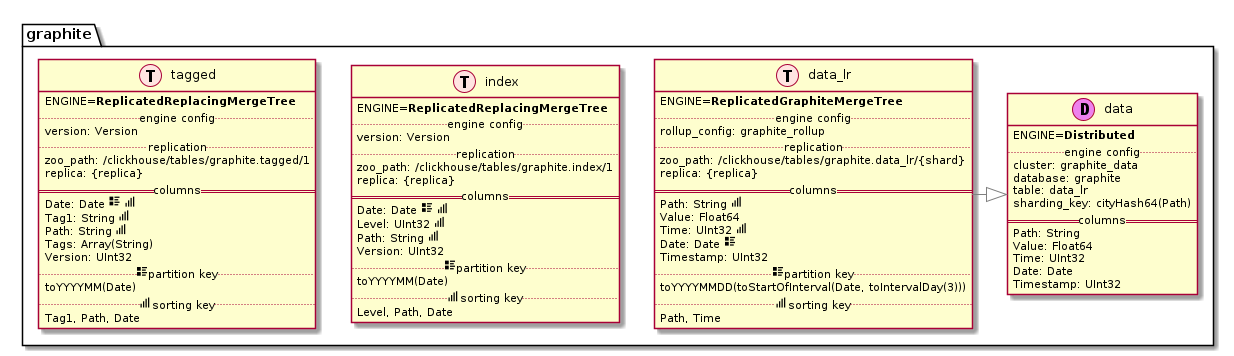 graphite
T tagged
ENGINE=ReplicatedReplacingMergeTree
engine config
version: Version
replication
zoo_path: /clickhouse/tables/graphite.tagged/1
replica: {replica}
columns
Date: Date
Tag1: String
Path: String
Tags: Array(String)
Version: UInt32
partition key
toYYYYMM(Date)
sorting key
Tag1, Path, Date
T index
ENGINE=ReplicatedReplacingMergeTree
engine config
version: Version
replication
zoo_path: /clickhouse/tables/graphite.index/1
replica: {replica}
columns
Date: Date
Level: UInt32
Path: String
Version: UInt32
partition key
toYYYYMM(Date)
sorting key
Level, Path, Date
T data_lr
ENGINE=ReplicatedGraphiteMergeTree
engine config
rollup_config: graphite_rollup
replication
zoo_path: /clickhouse/tables/graphite.data_lr/{shard}
replica: {replica}
columns
Path: String
Value: Float64
Time: UInt32
Date: Date
Timestamp: UInt32
partition key
toYYYYMMDD(toStartOfInterval(Date, toIntervalDay(3)))
sorting key
Path, Time
D data
ENGINE=Distributed
engine config
cluster: graphite_data
database: graphite
table: data_lr
sharding_key: cityHash64(Path)
columns
Path: String
Value: Float64
Time: UInt32
Date: Date
Timestamp: UInt32